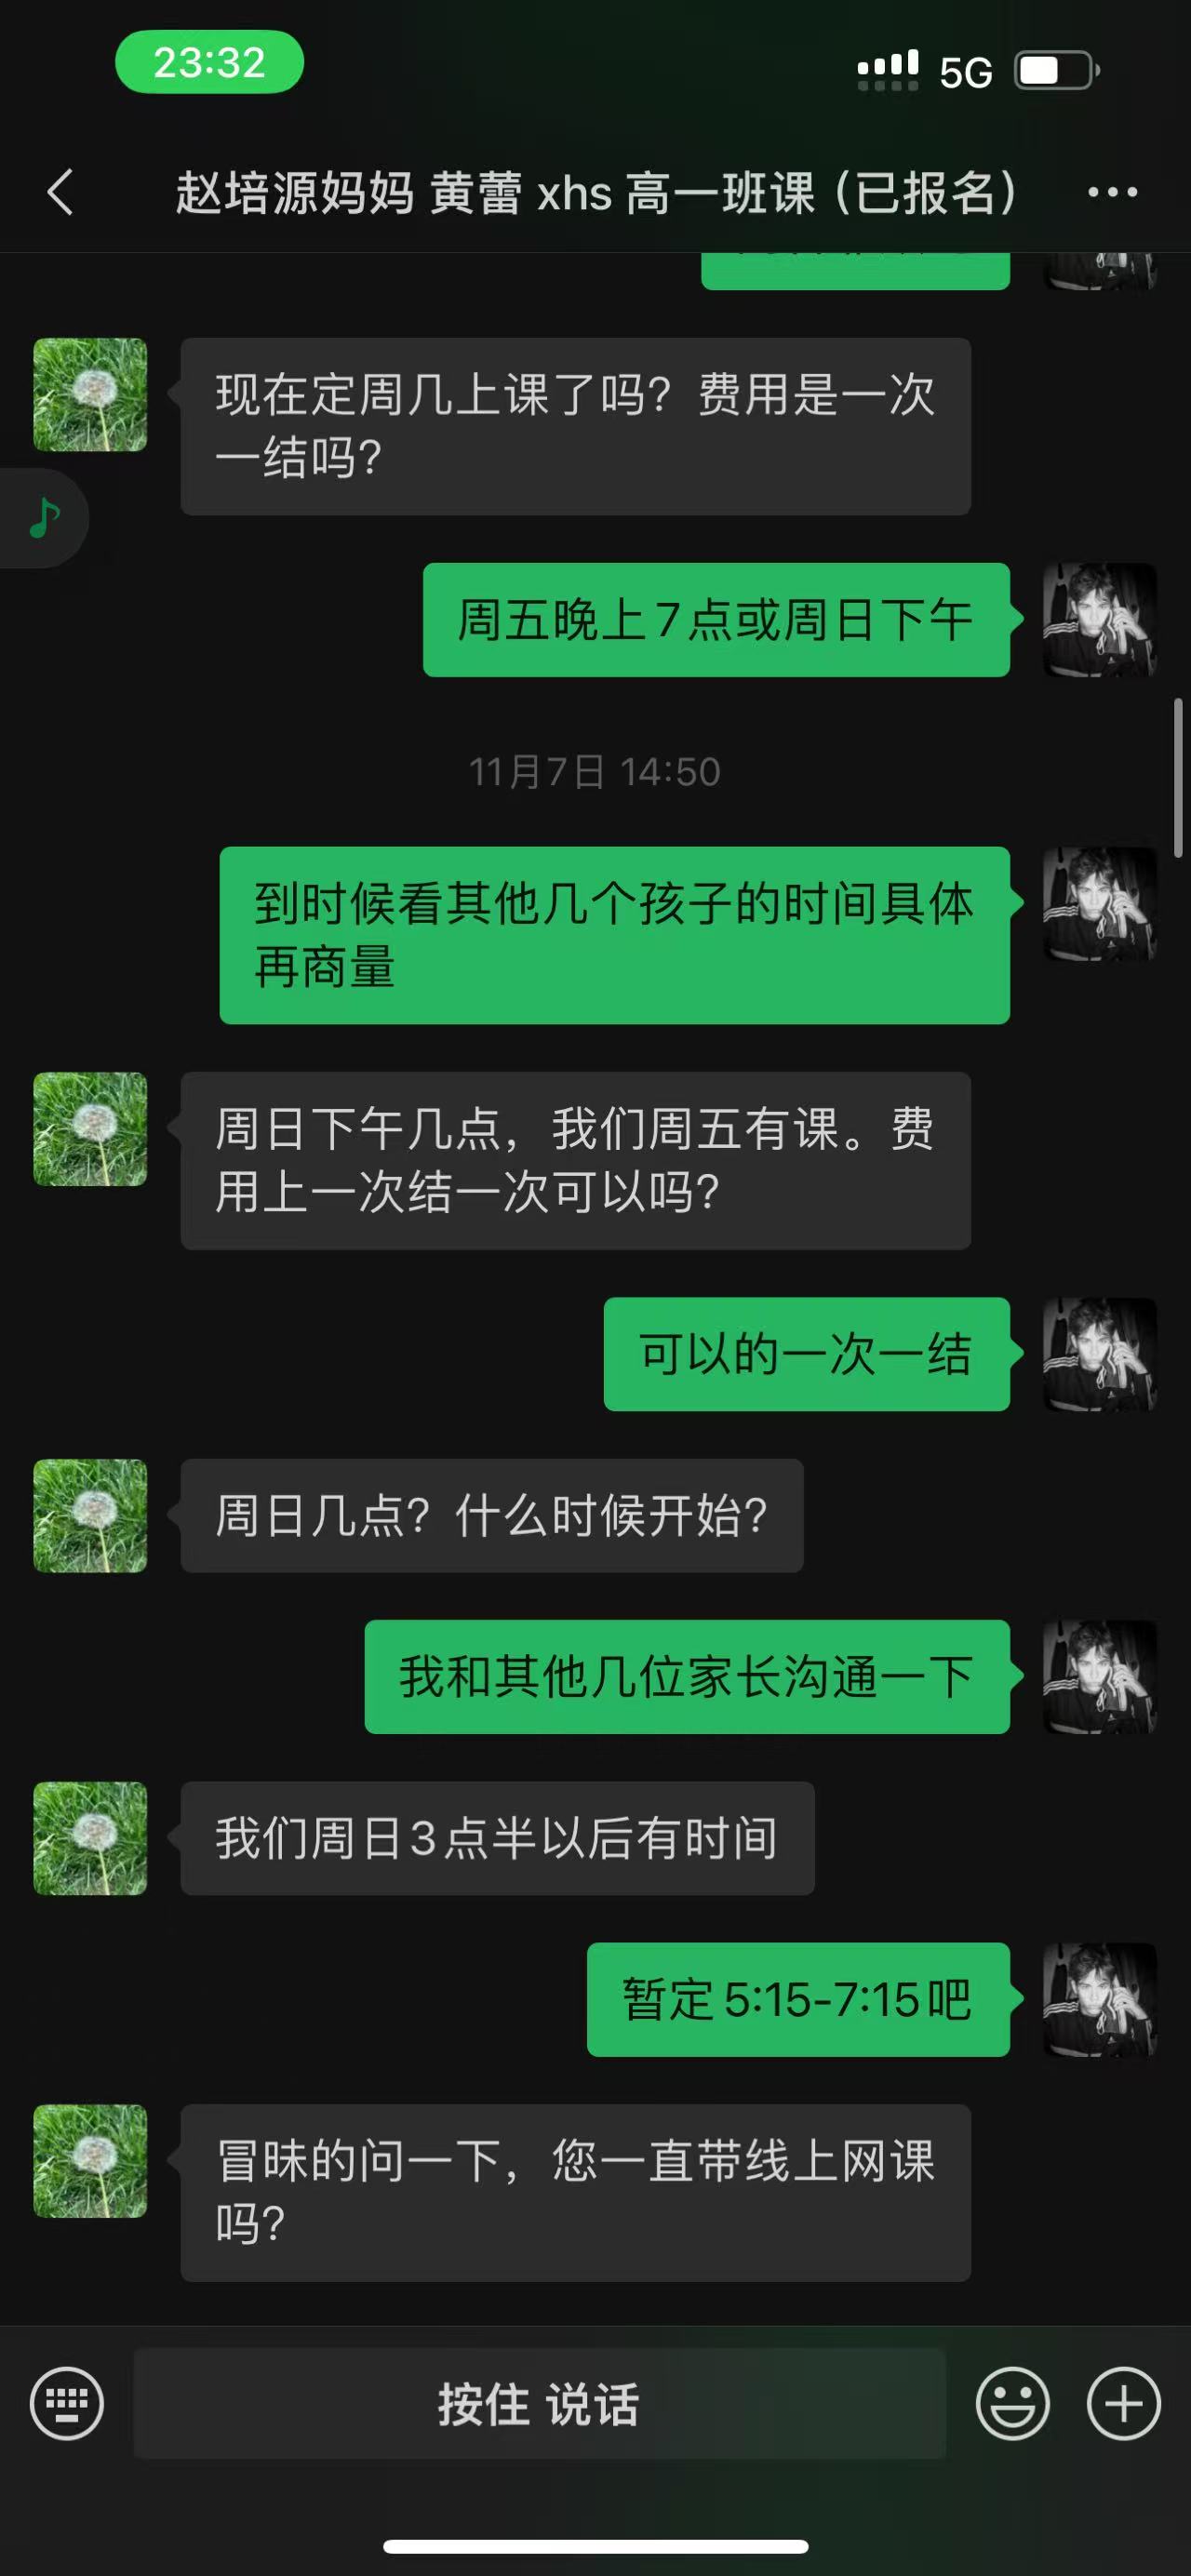 23:32
5G
赵培源妈妈 黄蕾 xhs 高一班课（已报名）
现在定周几上课了吗？费用是一次
一结吗？
周五晚上7点或周日下午
11月7日 14:50
到时候看其他几个孩子的时间具体
再商量
周日下午几点，我们周五有课。费
用上一次结一次可以吗？
可以的一次一结
周日几点？什么时候开始？
我和其他几位家长沟通一下
我们周日3点半以后有时间
暂定5:15-7:15吧
冒昧的问一下，您一直带线上网课
吗？
按住 说话